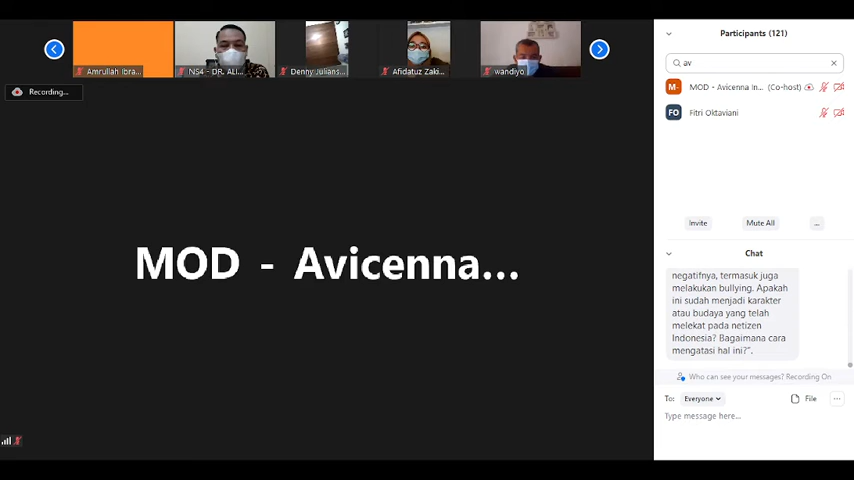 Amrullah Ibra...
NS4 - DR. ALI...
Denny Julians...
Afidatuz Zaki...
wandiyo
Recording...
MOD - Avicenna...
Participants (121)
av
M-
MOD - Avicenna In... (Co-host)
FO
Fitri Oktaviani
Invite
Mute All
...
Chat
negatifnya, termasuk juga
melakukan bullying. Apakah
ini sudah menjadi karakter
atau budaya yang telah
melekat pada netizen
Indonesia? Bagaimana cara
mengatasi hal ini?".
Who can see your messages? Recording On
To: Everyone
File
...
Type message here...